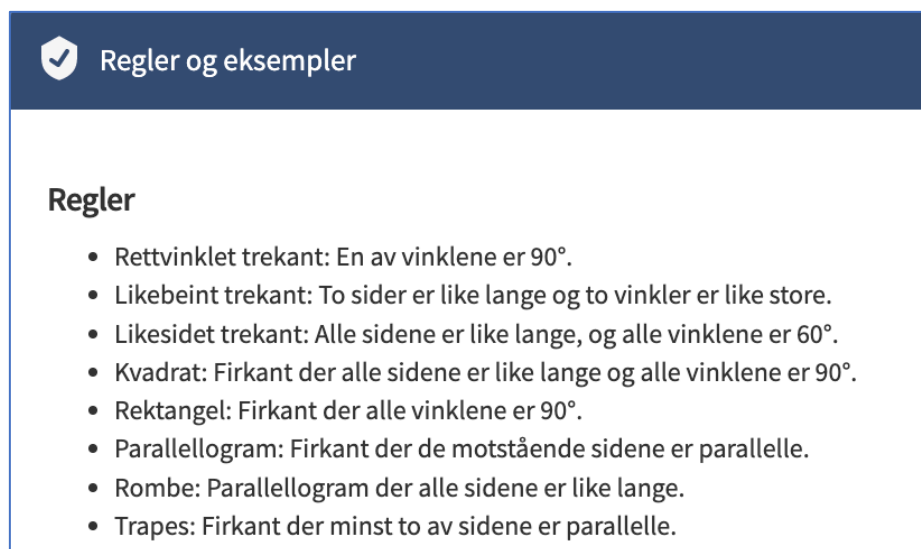 Regler og eksempler
Regler
• Rettvinklet trekant: En av vinklene er 90°.
• Likebeint trekant: To sider er like lange og to vinkler er like store.
• Likesidet trekant: Alle sidene er like lange, og alle vinklene er 60°.
• Kvadrat: Firkant der alle sidene er like lange og alle vinklene er 90°.
• Rektangel: Firkant der alle vinklene er 90°.
• Parallellogram: Firkant der de motstående sidene er parallelle.
• Rombe: Parallellogram der alle sidene er like lange.
• Trapes: Firkant der minst to av sidene er parallelle.